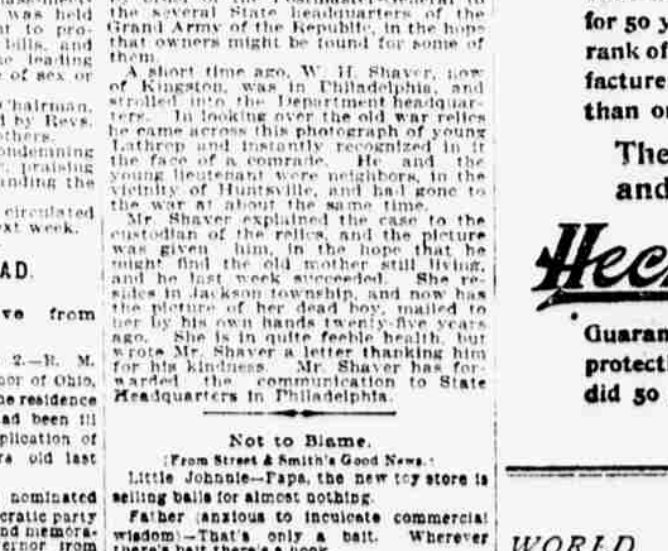 was held
nt to pro-
bills, and
he leading
of sex or
Chairman.
d by Revs.
others.
ondemning
praising
anding the
circulated
ext week.
AD.
ve from
2.—R. M.
nor of Ohio,
he residence
ad been ill
plication of
rs old last
nominated
cratic party
nd memora-
ernor from
the several State headquarters of the
Grand Army of the Republic, in the hope
that owners might be found for some of
them.
A short time ago, W. H. Shaver, now
of Kingston, was in Philadelphia, and
strolled into the Department headquar-
ters. In looking over the old war relics
he came across this photograph of young
Lathrop and instantly recognized in it
the face of a comrade. He and the
young lieutenant were neighbors, in the
vicinity of Huntsville, and had gone to
the war at about the same time.
Mr. Shaver explained the case to the
custodian of the relics, and the picture
was given him, in the hope that he
might find the old mother still living,
and he last week succeeded. She re-
sides in Jackson township, and now has
the picture of her dead boy, mailed to
her by his own hands twenty-five years
ago. She is in quite feeble health, but
wrote Mr. Shaver a letter thanking him
for his kindness. Mr. Shaver has for-
warded the communication to State
Headquarters in Philadelphia.
Not to Blame.
(From Street & Smith's Good News.)
Little Johnnie—Papa, the new toy store is
selling balls for almost nothing.
Father (anxious to inculcate commercial
wisdom)—That's only a bait. Wherever
there's bait there's a hook.
for 50 y
rank of
facture
than o
The
and
Hec
Guaran
protecti
did 50
WORLD